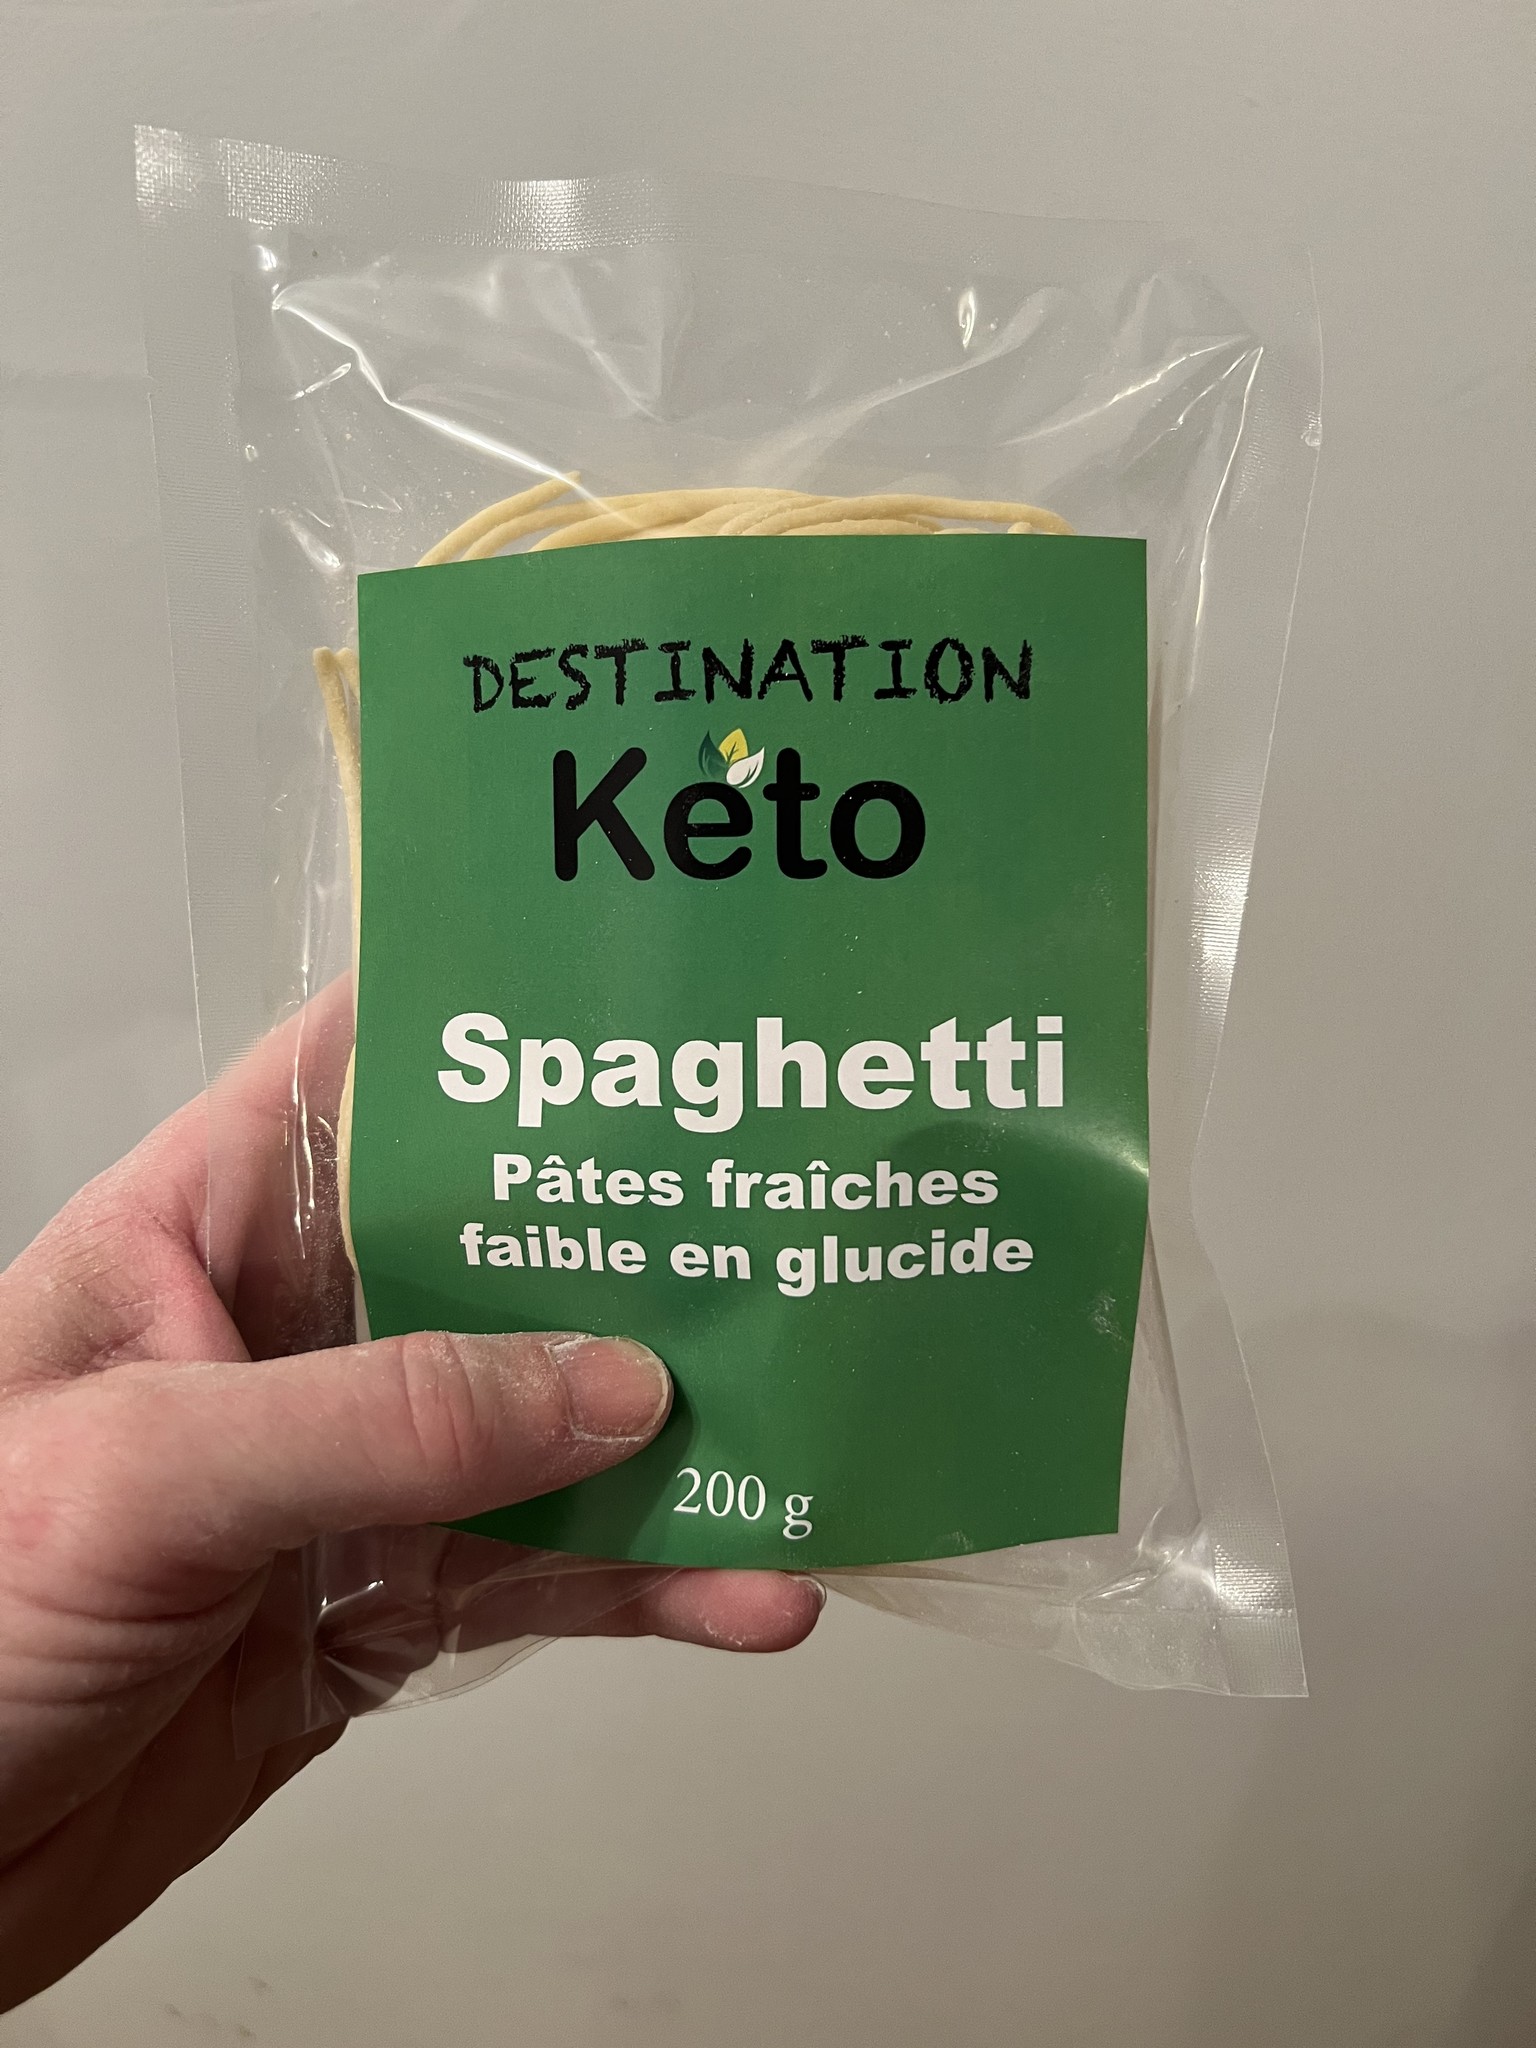 DESTINATION
Keto
Spaghetti
Pâtes fraîches
faible en glucide
200 g